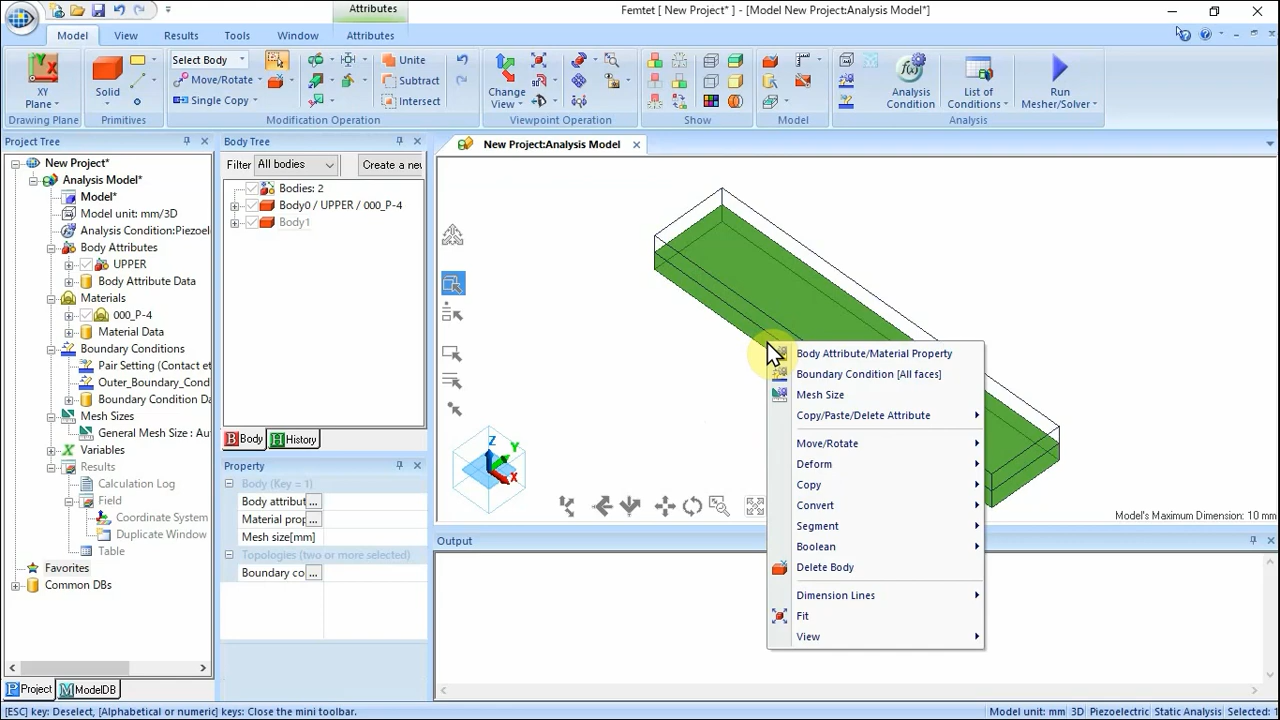 Attributes
Femtet [ New Project* ] - [Model New Project:Analysis Model*]
Model
View
Results
Tools
Window
Attributes
XY
Plane
Drawing Plane
Solid
Primitives
Select Body
Move/Rotate
Single Copy
Unite
Subtract
Intersect
Modification Operation
Change
View
Viewpoint Operation
Show
Model
Analysis
Condition
List of
Conditions
Run
Mesher/Solver
Analysis
Project Tree
New Project*
Analysis Model*
Model*
Model unit: mm/3D
Analysis Condition:Piezoel
Body Attributes
UPPER
Body Attribute Data
Materials
000_P-4
Material Data
Boundary Conditions
Pair Setting (Contact et
Outer_Boundary_Cond
Boundary Condition Da
Mesh Sizes
General Mesh Size : Au
Variables
Results
Calculation Log
Field
Coordinate System
Duplicate Window
Table
Favorites
Common DBs
Project
ModelDB
Body Tree
Filter
All bodies
Create a new
Bodies: 2
Body0 / UPPER / 000_P-4
Body1
Body
History
Property
Body (Key = 1)
Body attribut
...
Material prop
...
Mesh size[mm]
Topologies (two or more selected)
Boundary co
...
New Project:Analysis Model
Z
Y
X
Body Attribute/Material Property
Boundary Condition [All faces]
Mesh Size
Copy/Paste/Delete Attribute
Move/Rotate
Deform
Copy
Convert
Segment
Boolean
Delete Body
Dimension Lines
Fit
View
Model's Maximum Dimension: 10 mm
Output
[ESC] key: Deselect, [Alphabetical or numeric] keys: Close the mini toolbar.
Model unit: mm
3D
Piezoelectric
Static Analysis
Selected: 1